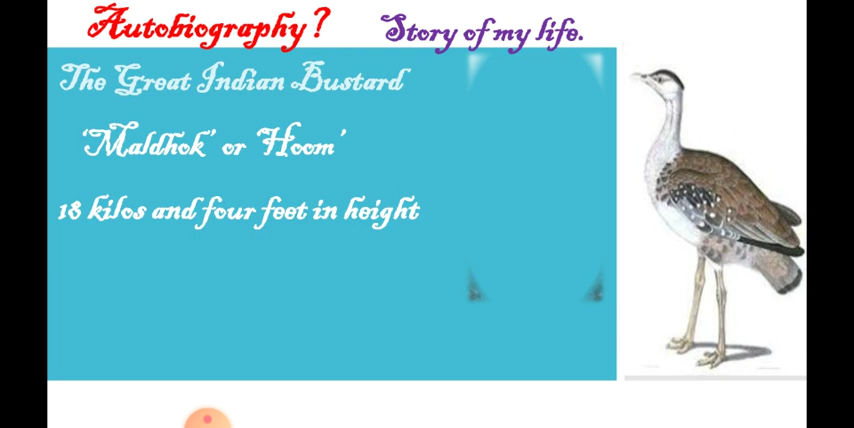 Autobiography ? Story of my life.
The Great Indian Bustard
‘Maldhok’ or ‘Hoom’
18 kilos and four feet in height